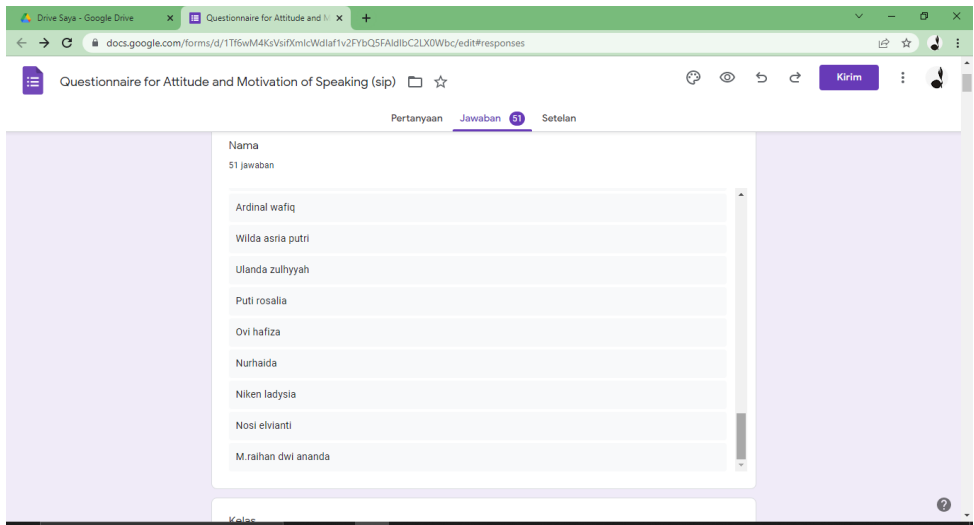 Drive Saya - Google Drive
Questionnaire for Attitude and M
docs.google.com/forms/d/1Tf6wM4KsVsifXmIcWdIaf1v2FYbQ5FAIdIbC2LX0Wbc/edit#responses
Questionnaire for Attitude and Motivation of Speaking (sip)
Kirim
Pertanyaan Jawaban 51 Setelan
Nama
51 jawaban
Ardinal wafiq
Wilda asria putri
Ulanda zulhyyah
Puti rosalia
Ovi hafiza
Nurhaida
Niken ladysia
Nosi elvianti
M.raihan dwi ananda
Kelas